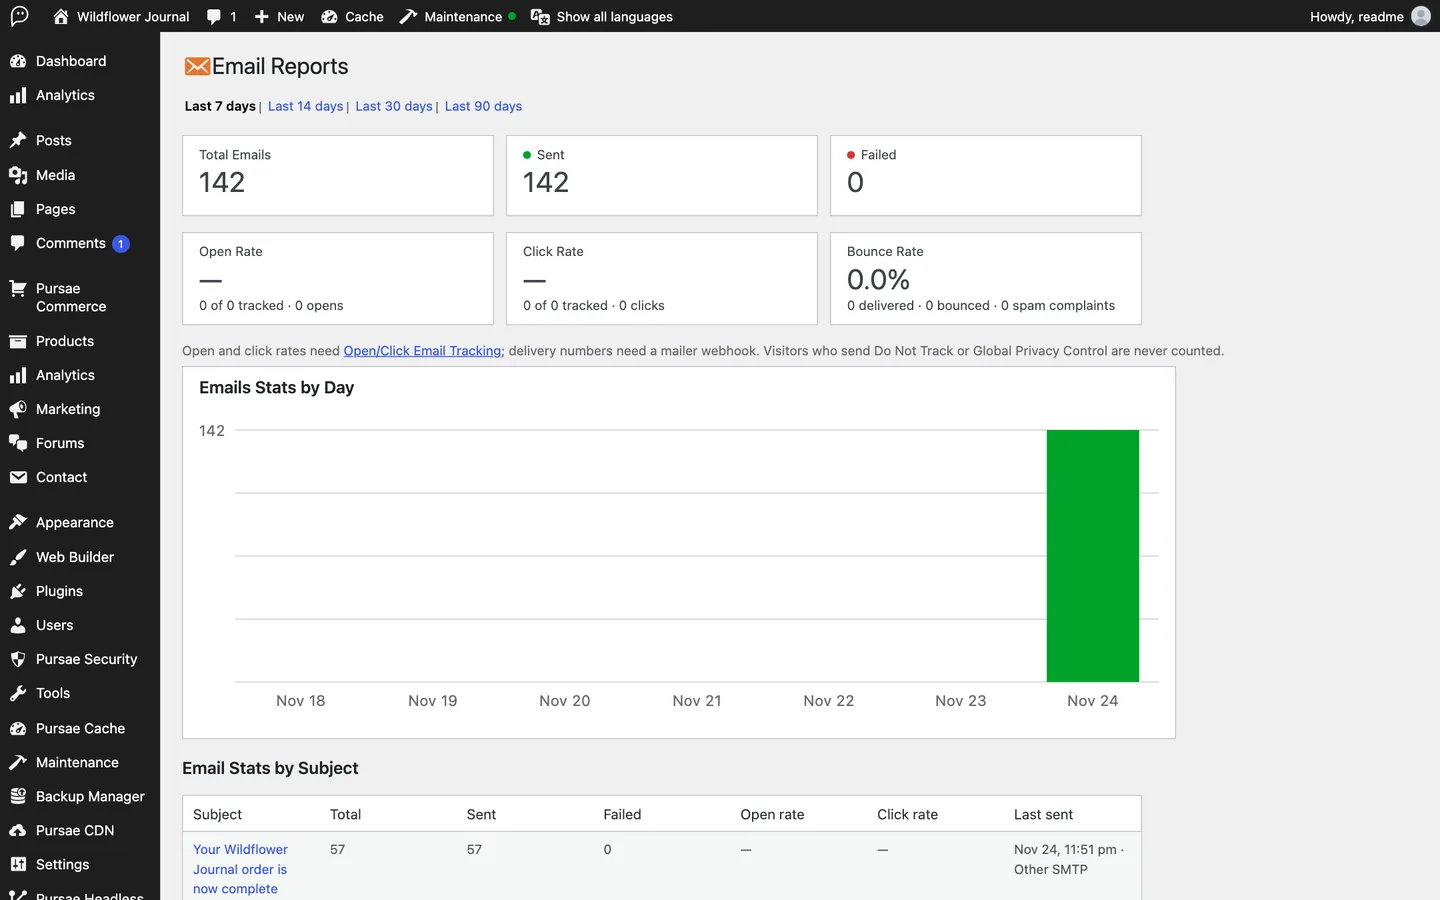 Wildflower Journal 1 New Cache Maintenance Show all languages Howdy, readme
Dashboard
Analytics
Posts
Media
Pages
Comments 1
Pursae
Commerce
Products
Analytics
Marketing
Forums
Contact
Appearance
Web Builder
Plugins
Users
Pursae Security
Tools
Pursae Cache
Maintenance
Backup Manager
Pursae CDN
Settings
Pursae Headless
Email Reports
Last 7 days | Last 14 days | Last 30 days | Last 90 days
Total Emails
142
Sent
142
Failed
0
Open Rate
—
0 of 0 tracked · 0 opens
Click Rate
—
0 of 0 tracked · 0 clicks
Bounce Rate
0.0%
0 delivered · 0 bounced · 0 spam complaints
Open and click rates need Open/Click Email Tracking; delivery numbers need a mailer webhook. Visitors who send Do Not Track or Global Privacy Control are never counted.
Emails Stats by Day
142
Nov 18 Nov 19 Nov 20 Nov 21 Nov 22 Nov 23 Nov 24
Email Stats by Subject
Subject Total Sent Failed Open rate Click rate Last sent
Your Wildflower Journal order is now complete 57 57 0 — — Nov 24, 11:51 pm · Other SMTP